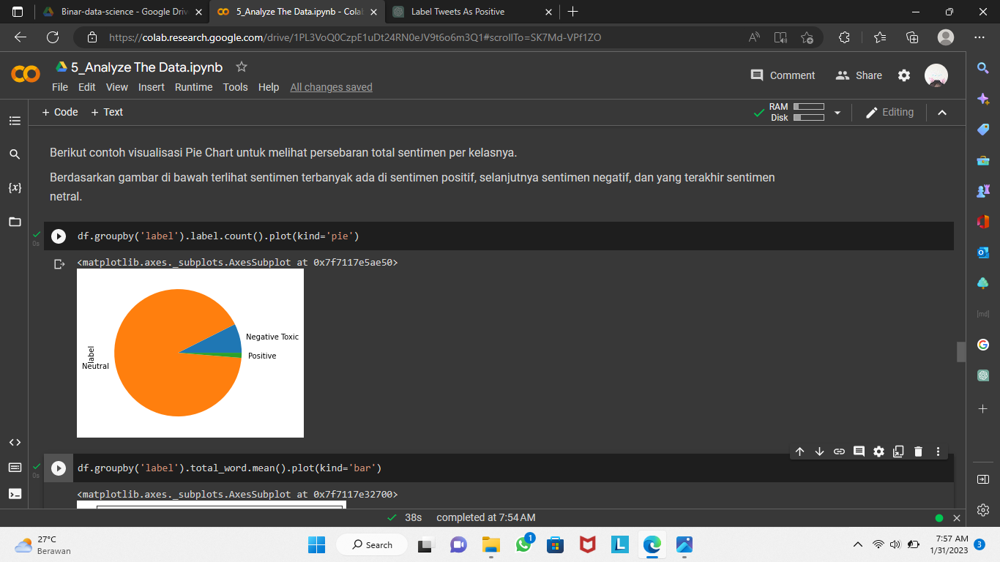 Binar-data-science - Google Driv
5_Analyze The Data.ipynb - Colab
Label Tweets As Positive
https://colab.research.google.com/drive/1PL3VoQ0CzpE1uDt24RN0eJV9t6o6m3Q1#scrollTo=SK7Md-VPf1ZO
5_Analyze The Data.ipynb
Comment
Share
File Edit View Insert Runtime Tools Help All changes saved
+ Code + Text
RAM
Disk
Editing
Berikut contoh visualisasi Pie Chart untuk melihat persebaran total sentimen per kelasnya.
Berdasarkan gambar di bawah terlihat sentimen terbanyak ada di sentimen positif, selanjutnya sentimen negatif, dan yang terakhir sentimen
netral.
0s
df.groupby('label').label.count().plot(kind='pie')
<matplotlib.axes._subplots.AxesSubplot at 0x7f7117e5ae50>
Negative Toxic
label
Positive
Neutral
0s
df.groupby('label').total_word.mean().plot(kind='bar')
<matplotlib.axes._subplots.AxesSubplot at 0x7f7117e32700>
38s completed at 7:54 AM
[md]
27°C
Berawan
Search
1
7:57 AM
1/31/2023
3